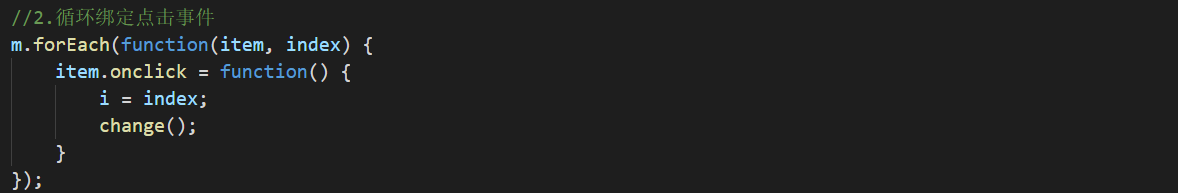 //2.循环绑定点击事件
m.forEach(function(item, index) {
    item.onclick = function() {
        i = index;
        change();
    }
});